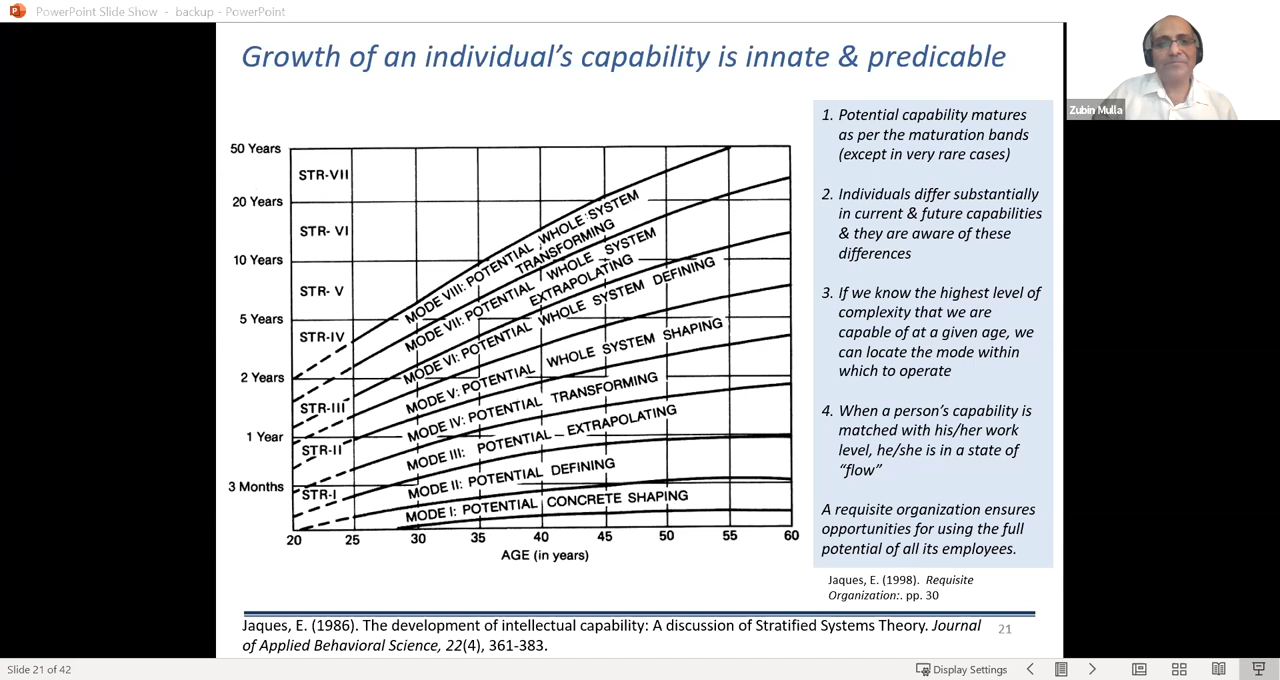 PowerPoint Slide Show - backup - PowerPoint
Growth of an individual's capability is innate & predicable
50 Years
20 Years
10 Years
5 Years
2 Years
1 Year
3 Months
STR-VII
STR- VI
STR- V
STR-IV
STR-III
STR-II
STR-I
MODE VIII: POTENTIAL WHOLE SYSTEM
TRANSFORMING
MODE VII: POTENTIAL WHOLE SYSTEM
EXTRAPOLATING
MODE VI: POTENTIAL WHOLE SYSTEM DEFINING
MODE V: POTENTIAL WHOLE SYSTEM SHAPING
MODE IV: POTENTIAL TRANSFORMING
MODE III: POTENTIAL EXTRAPOLATING
MODE II: POTENTIAL DEFINING
MODE I: POTENTIAL CONCRETE SHAPING
20 25 30 35 40 45 50 55 60
AGE (in years)
1. Potential capability matures
as per the maturation bands
(except in very rare cases)
2. Individuals differ substantially
in current & future capabilities
& they are aware of these
differences
3. If we know the highest level of
complexity that we are
capable of at a given age, we
can locate the mode within
which to operate
4. When a person's capability is
matched with his/her work
level, he/she is in a state of
"flow"
A requisite organization ensures
opportunities for using the full
potential of all its employees.
Jaques, E. (1998). Requisite
Organization:. pp. 30
Jaques, E. (1986). The development of intellectual capability: A discussion of Stratified Systems Theory. Journal
of Applied Behavioral Science, 22(4), 361-383.
21
Zubin Mulla
Slide 21 of 42
Display Settings